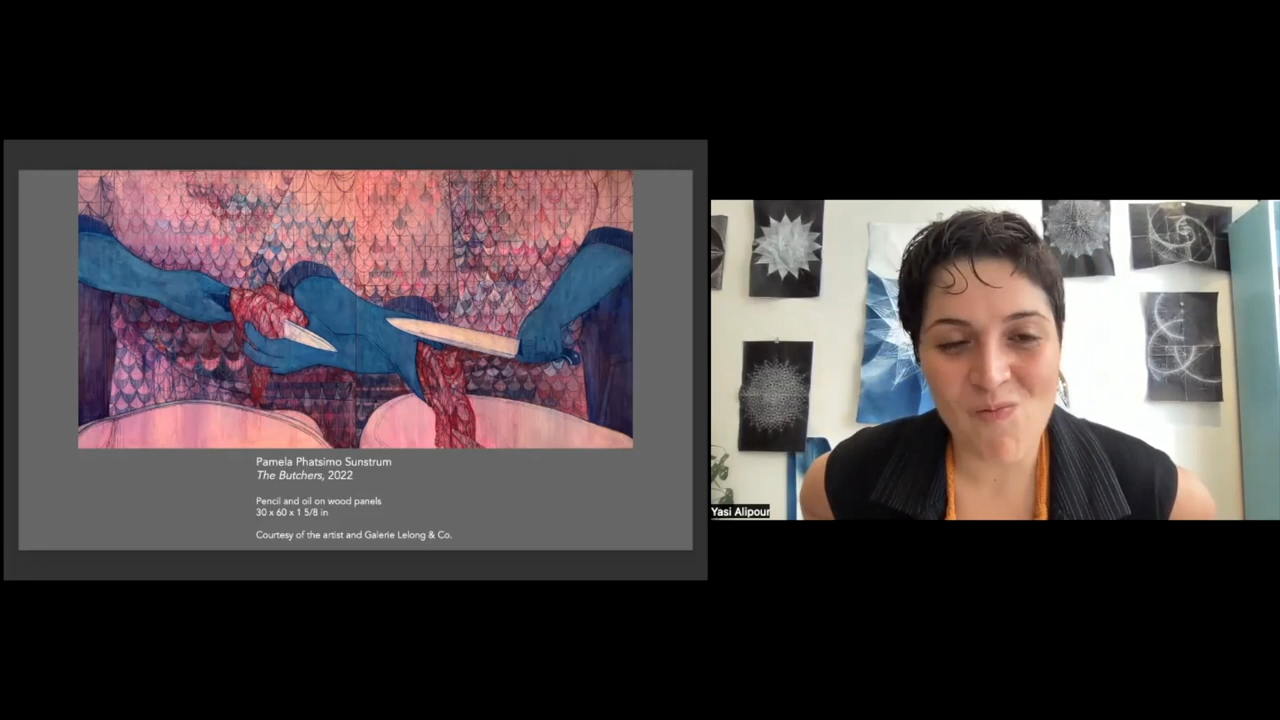 Pamela Phatsimo Sunstrum
The Butchers, 2022
Pencil and oil on wood panels
30 x 60 x 1 5/8 in
Courtesy of the artist and Galerie Lelong & Co.
Yasi Alipour